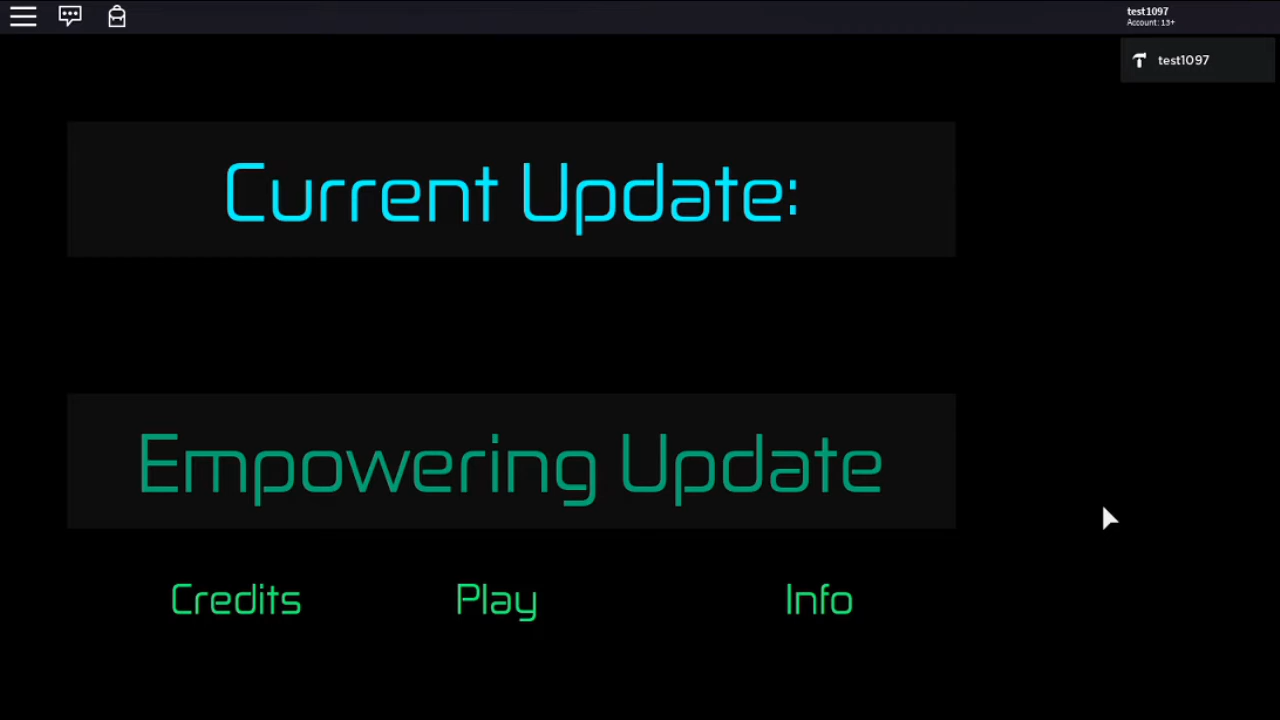 test1097
Account: 13+
test1097
Current Update:
Empowering Update
Credits
Play
Info